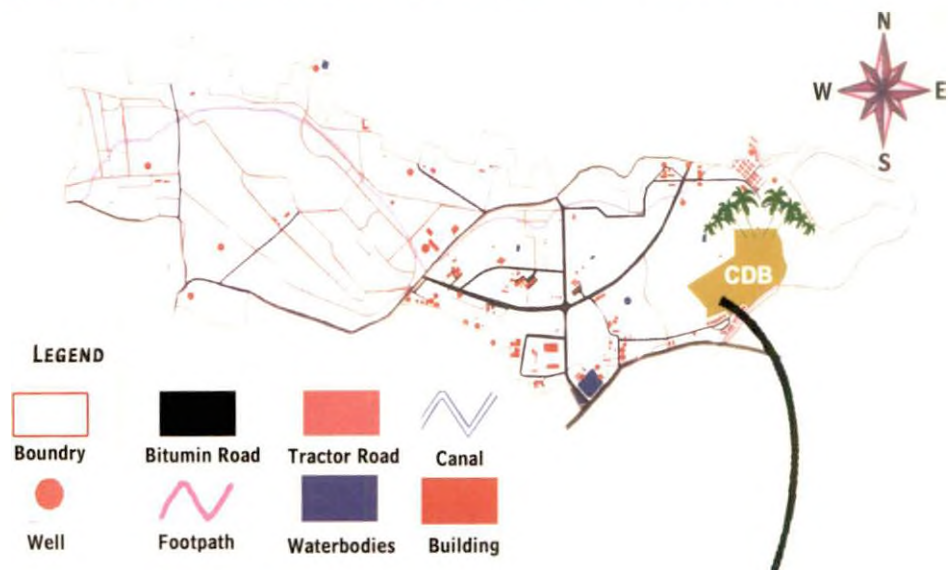 N
W E
S
CDB
LEGEND
Boundry Bitumin Road Tractor Road Canal
Well Footpath Waterbodies Building